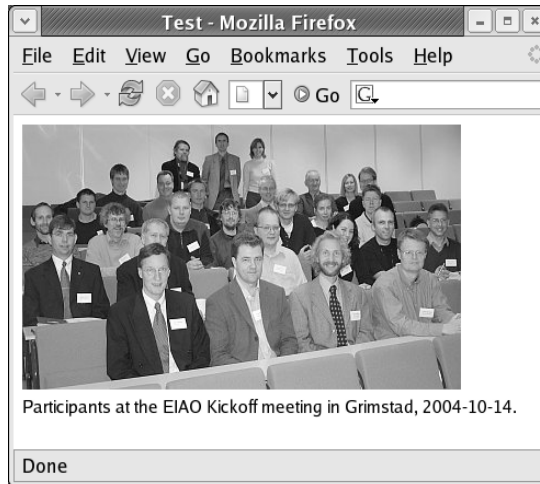 Test - Mozilla Firefox
File Edit View Go Bookmarks Tools Help
Go G
Participants at the EIAO Kickoff meeting in Grimstad, 2004-10-14.
Done